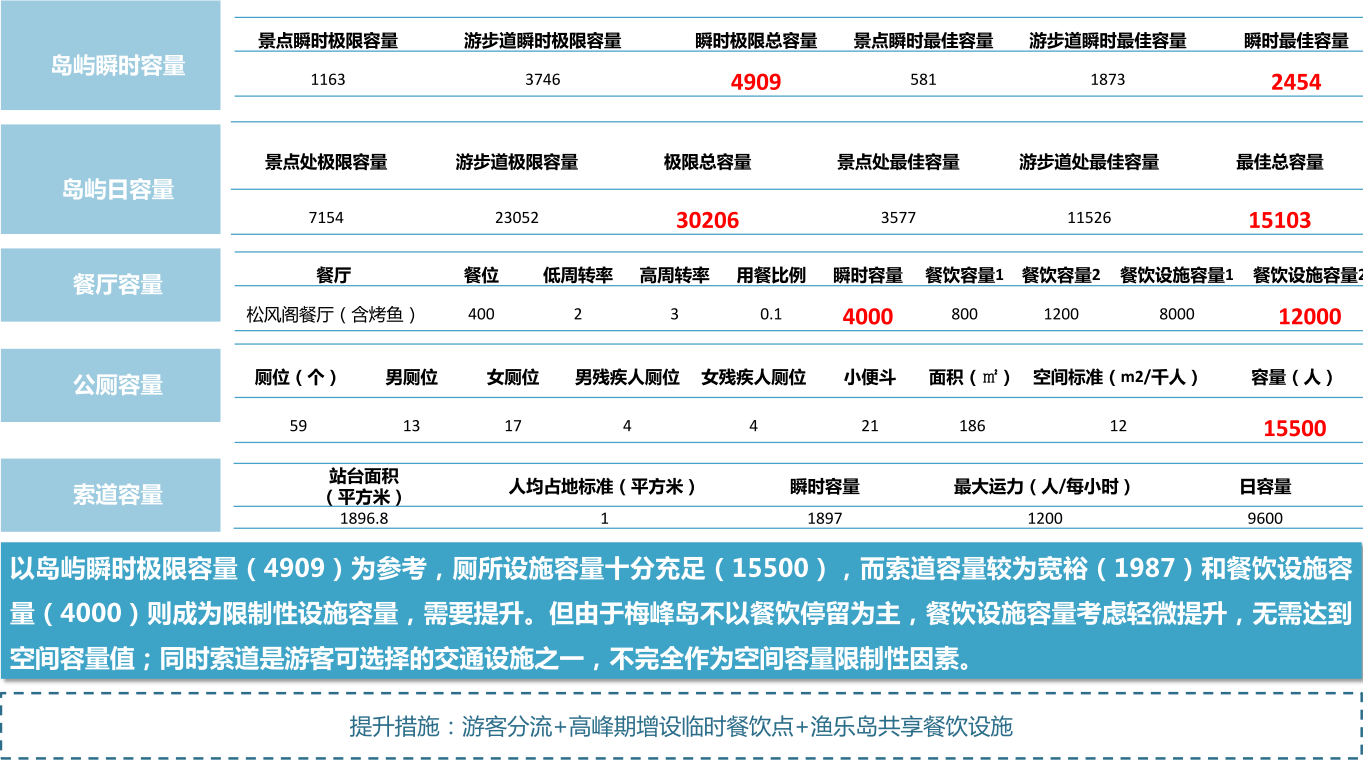 岛屿瞬时容量
景点瞬时极限容量 游步道瞬时极限容量 瞬时极限总容量 景点瞬时最佳容量 游步道瞬时最佳容量 瞬时最佳容量
1163 3746 4909 581 1873 2454
岛屿日容量
景点处极限容量 游步道极限容量 极限总容量 景点处最佳容量 游步道处最佳容量 最佳总容量
7154 23052 30206 3577 11526 15103
餐厅容量
餐厅 餐位 低周转率 高周转率 用餐比例 瞬时容量 餐饮容量1 餐饮容量2 餐饮设施容量1 餐饮设施容量2
松风阁餐厅（含烤鱼） 400 2 3 0.1 4000 800 1200 8000 12000
公厕容量
厕位（个） 男厕位 女厕位 男残疾人厕位 女残疾人厕位 小便斗 面积（㎡） 空间标准（m2/千人） 容量（人）
59 13 17 4 4 21 186 12 15500
索道容量
站台面积
（平方米） 人均占地标准（平方米） 瞬时容量 最大运力（人/每小时） 日容量
1896.8 1 1897 1200 9600
以岛屿瞬时极限容量（4909）为参考，厕所设施容量十分充足（15500），而索道容量较为宽裕（1987）和餐饮设施容
量（4000）则成为限制性设施容量，需要提升。但由于梅峰岛不以餐饮停留为主，餐饮设施容量考虑轻微提升，无需达到
空间容量值；同时索道是游客可选择的交通设施之一，不完全作为空间容量限制性因素。
提升措施：游客分流+高峰期增设临时餐饮点+渔乐岛共享餐饮设施